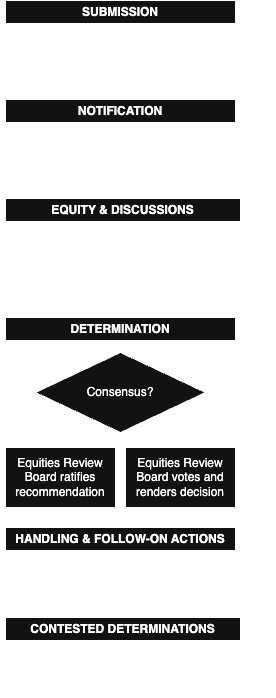 SUBMISSION
NOTIFICATION
EQUITY & DISCUSSIONS
DETERMINATION
Consensus?
Equities Review
Board ratifies
recommendation
Equities Review
Board votes and
renders decision
HANDLING & FOLLOW-ON ACTIONS
CONTESTED DETERMINATIONS